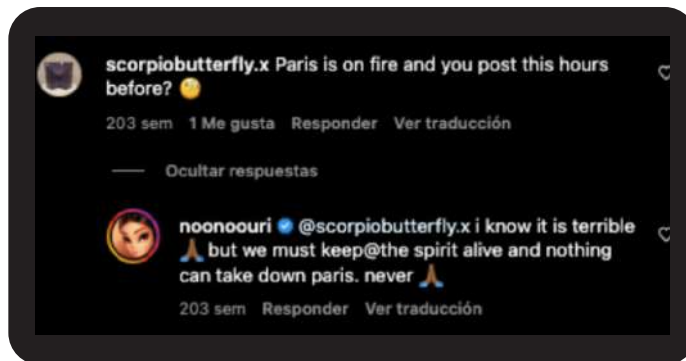 scorpiobutterfly.x Paris is on fire and you post this hours
before? 🧐
203 sem 1 Me gusta Responder Ver traducción
Ocultar respuestas
noonoouri @scorpiobutterfly.x i know it is terrible
🙏🏾 but we must keep@the spirit alive and nothing
can take down paris. never 🙏🏾
203 sem Responder Ver traducción